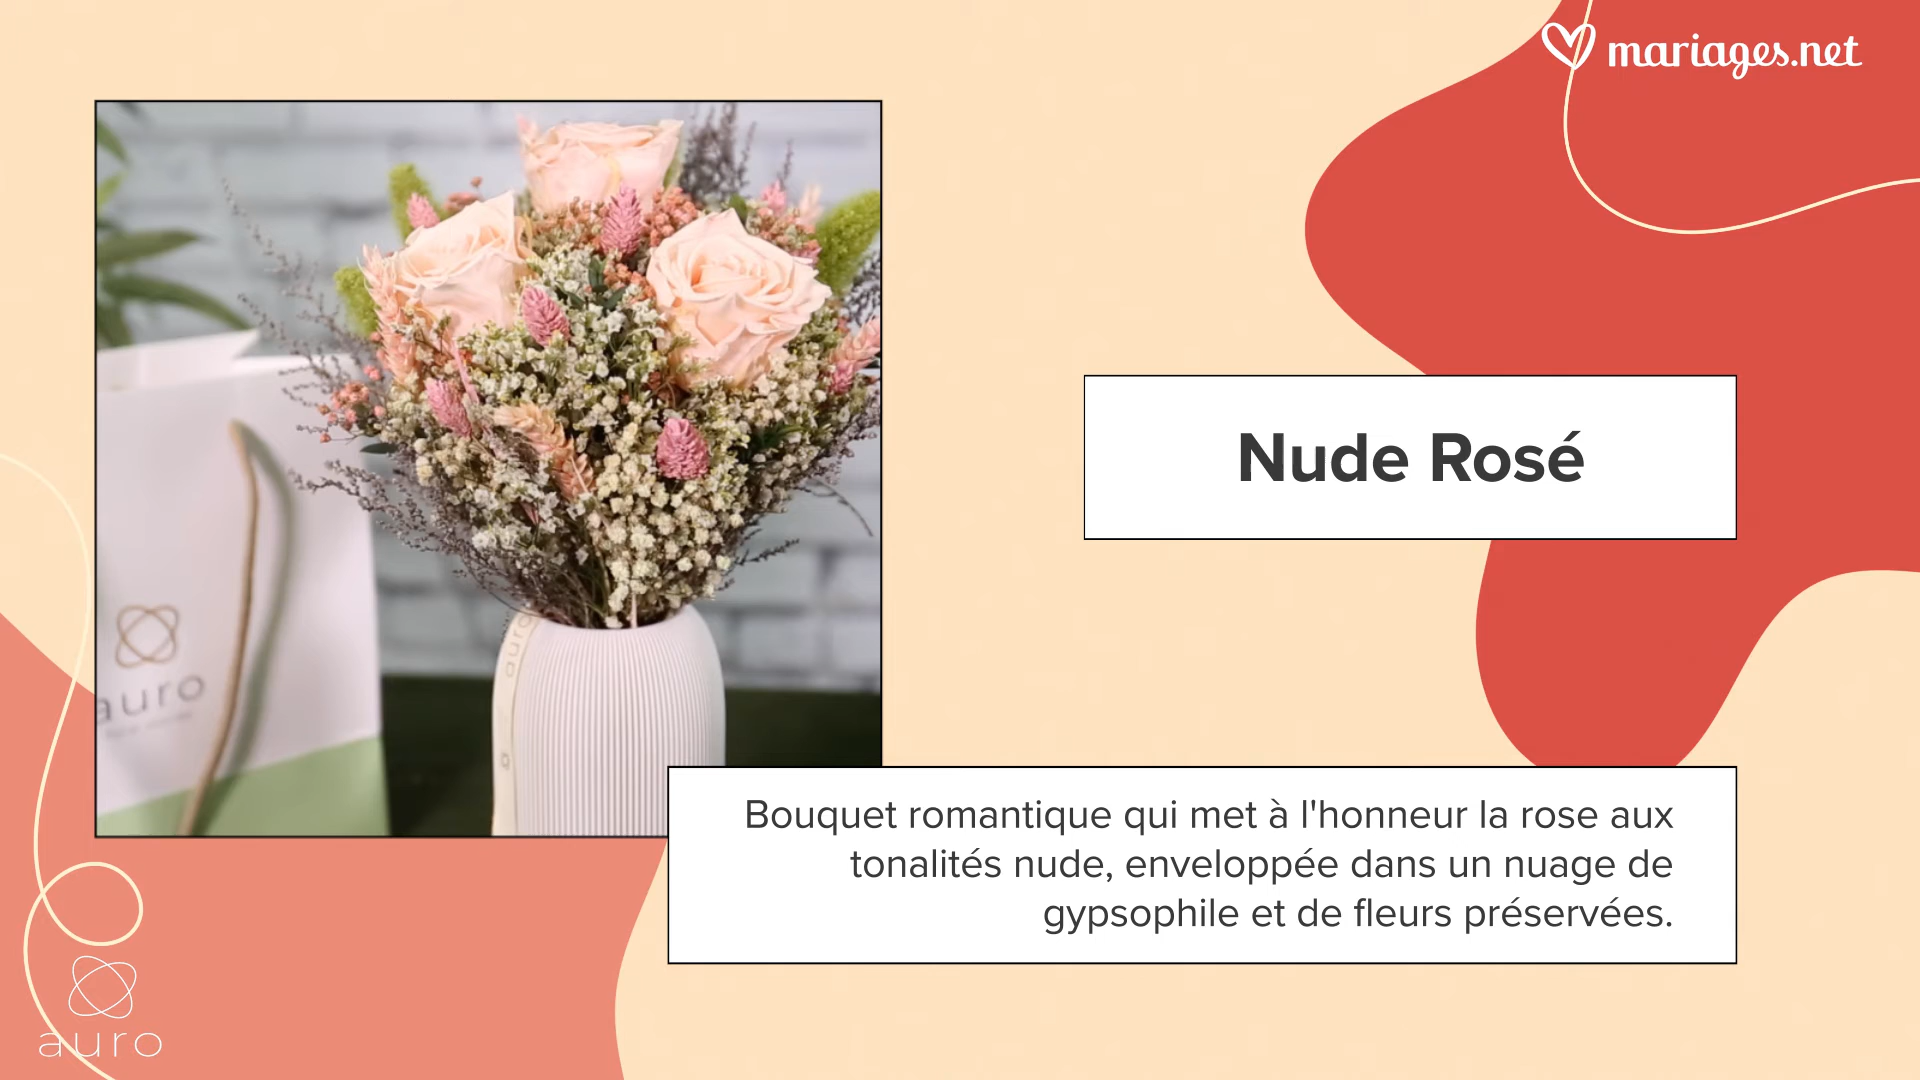 mariages.net
Nude Rosé
auro
auro
Bouquet romantique qui met à l'honneur la rose aux
tonalités nude, enveloppée dans un nuage de
gypsophile et de fleurs préservées.
auro